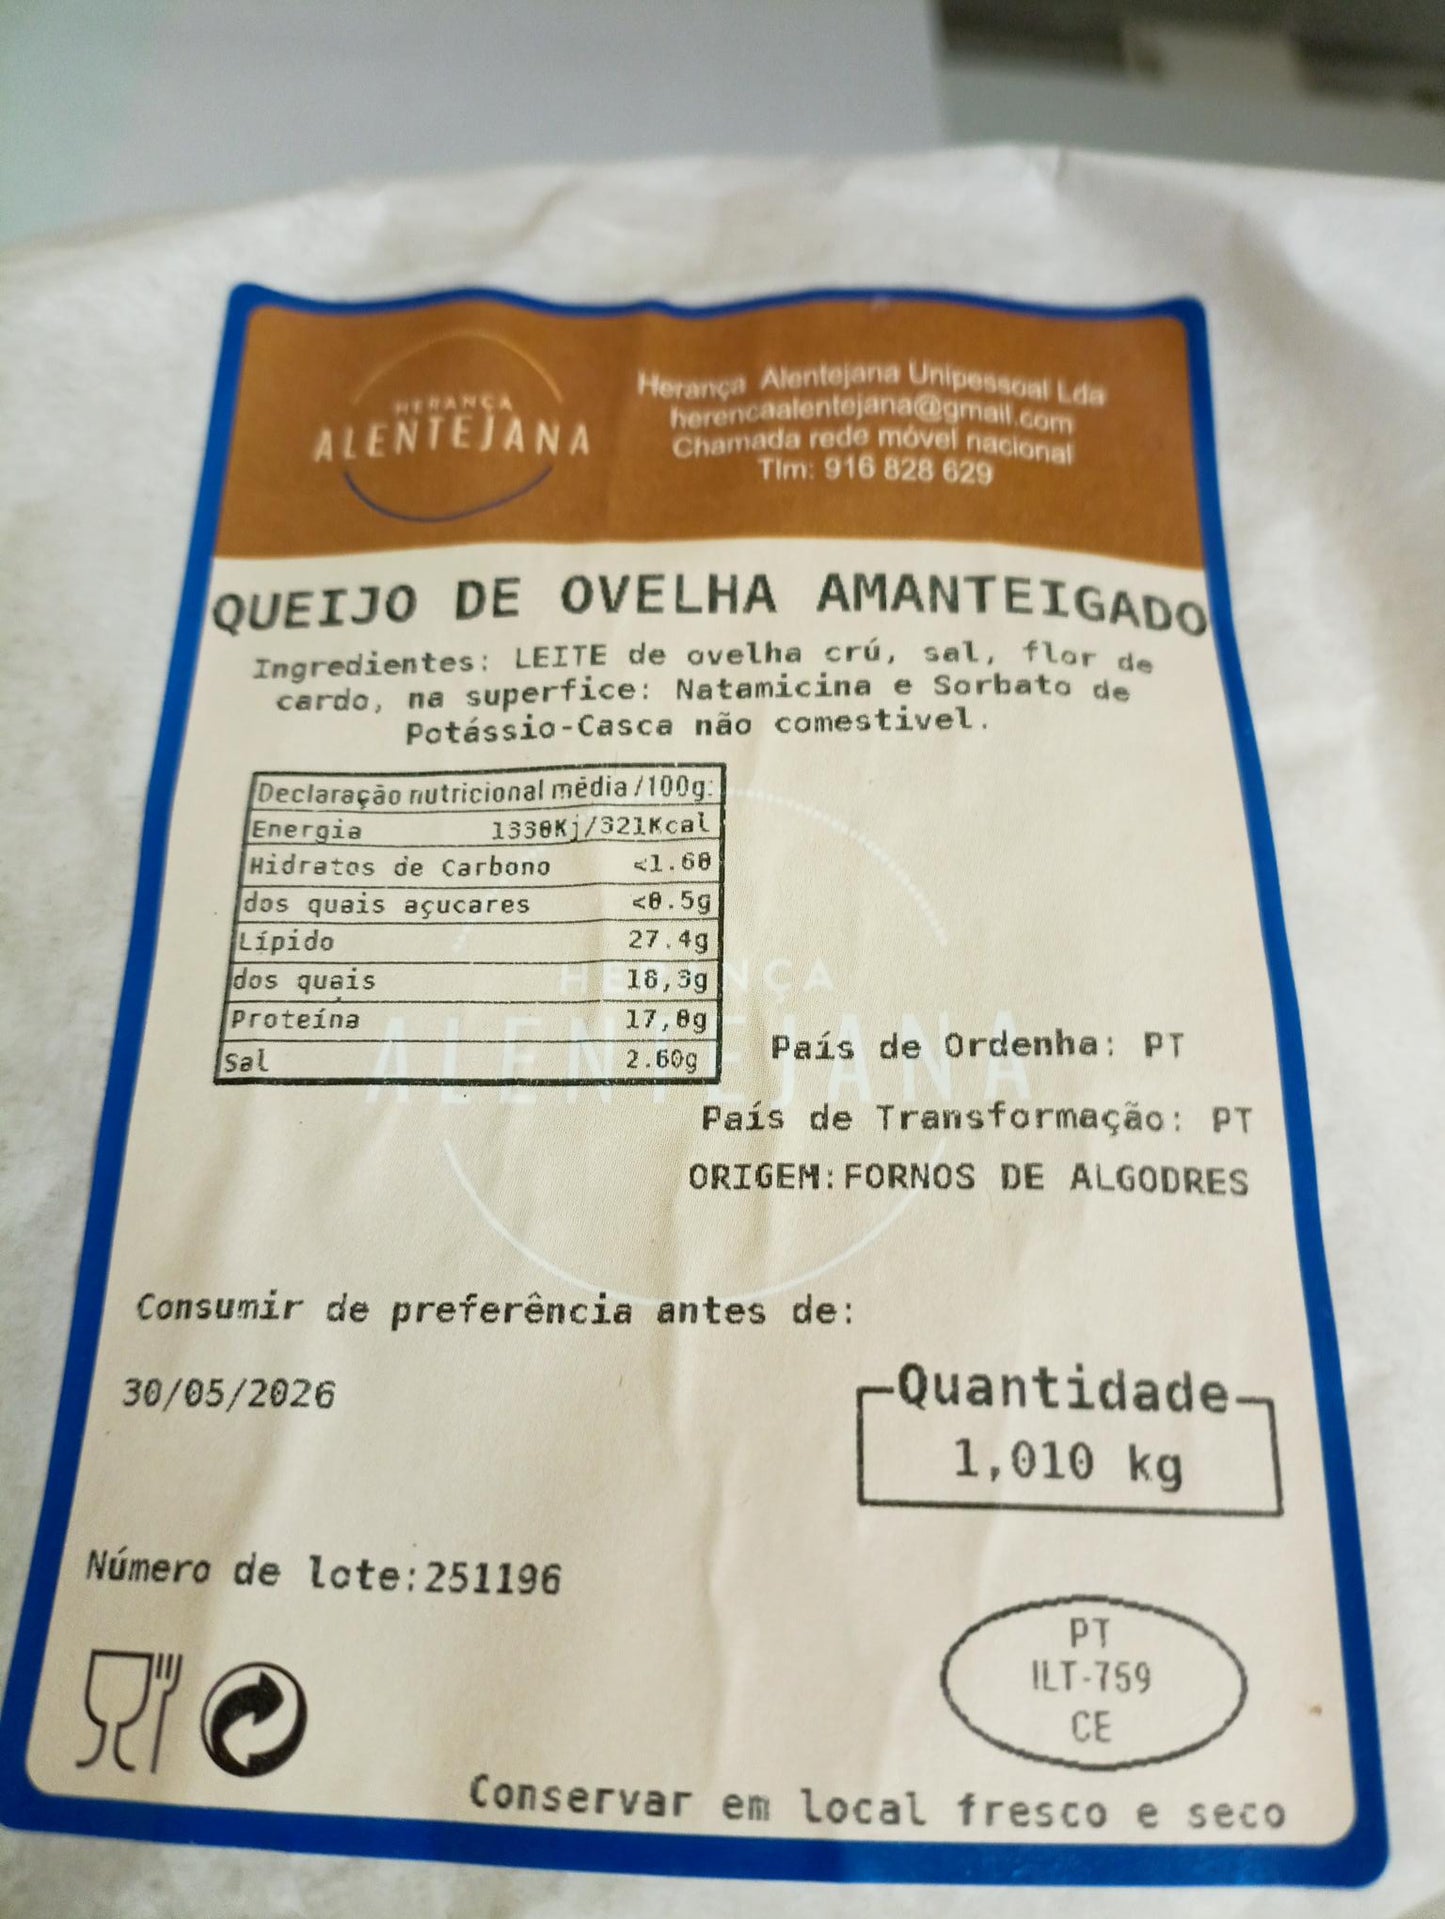 HERANÇA
ALENTEJANA
Herança Alentejana Unipessoal Lda
herencaalentejana@gmail.com
Chamada rede móvel nacional
Tlm: 916 828 629
QUEIJO DE OVELHA AMANTEIGADO
Ingredientes: LEITE de ovelha crú, sal, flor de
cardo, na superfice: Natamicina e Sorbato de
Potássio-Casca não comestivel.
Declaração nutricional média/100g:
Energia 1330Kj/321Kcal
Hidratos de Carbono <1.60
dos quais açucares <0.5g
Lípido 27.4g
dos quais 18,3g
Proteína 17,0g
Sal 2.60g
HERANÇA
ALENTEJANA
País de Ordenha: PT
País de Transformação: PT
ORIGEM:FORNOS DE ALGODRES
Consumir de preferência antes de:
30/05/2026
Quantidade
1,010 kg
Número de lote:251196
PT
ILT-759
CE
Conservar em local fresco e seco